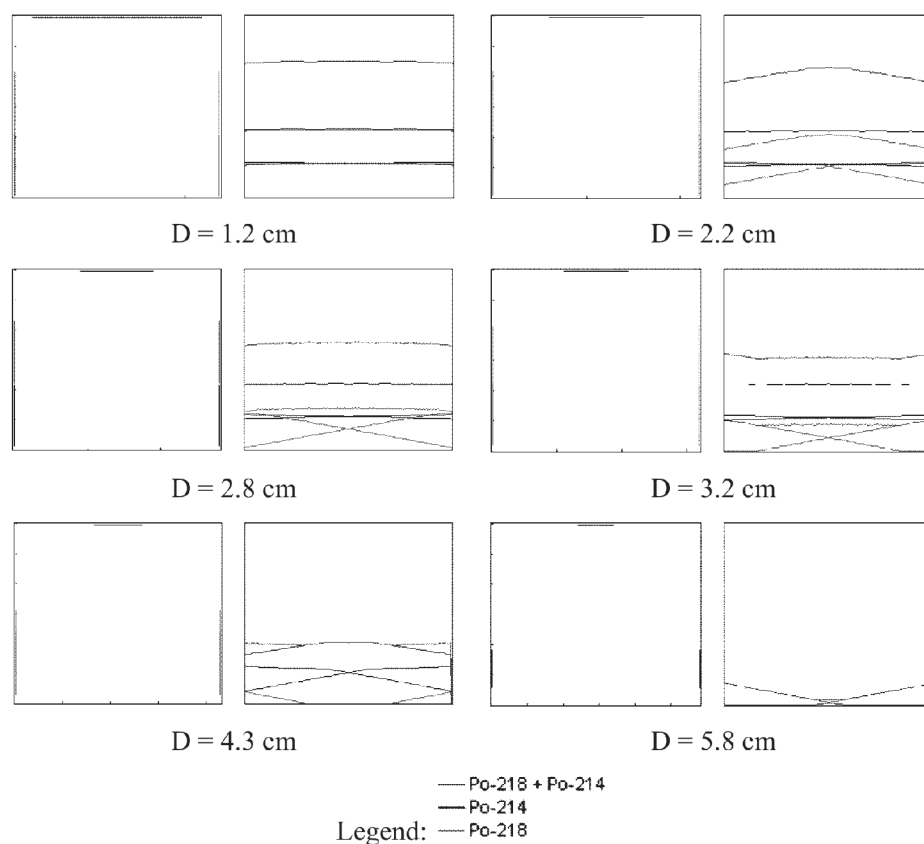 D = 1.2 cm
D = 2.2 cm
D = 2.8 cm
D = 3.2 cm
D = 4.3 cm
D = 5.8 cm
Po-218 + Po-214
Po-214
Legend: Po-218